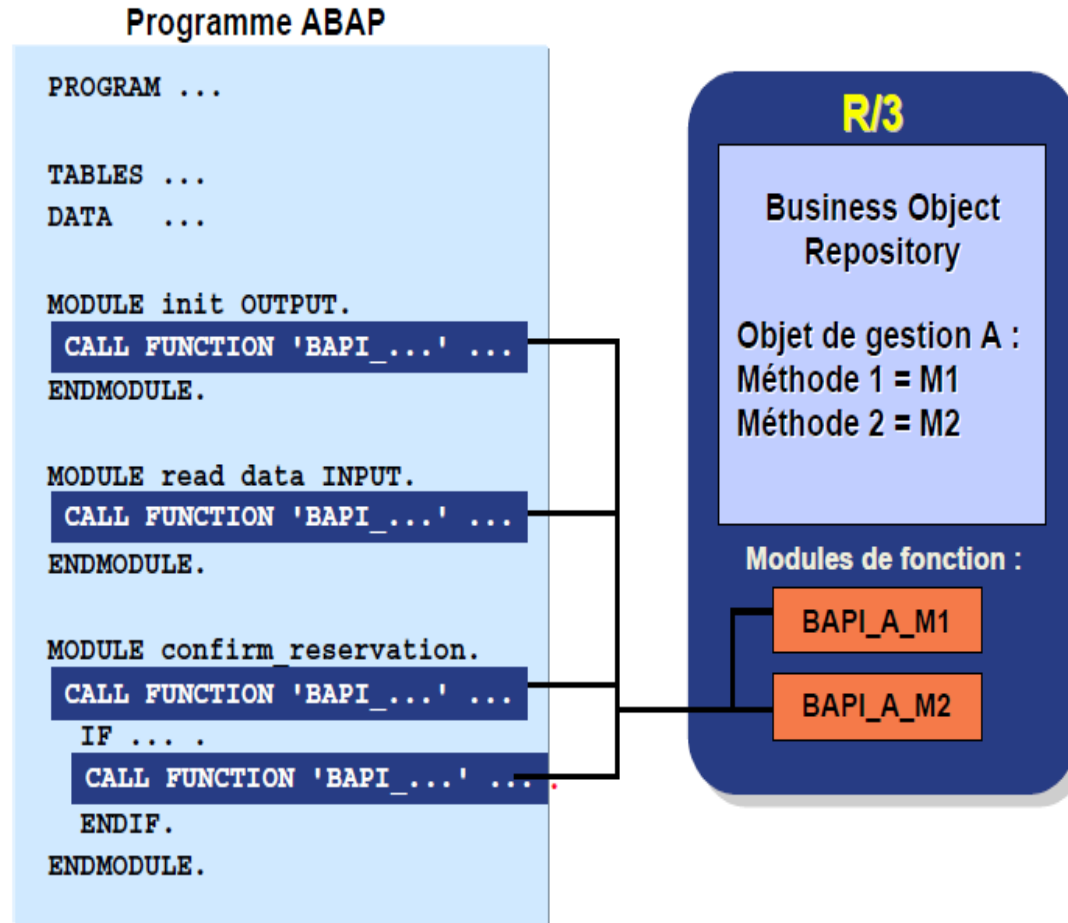 Programme ABAP
PROGRAM ...
TABLES ...
DATA ...
MODULE init OUTPUT.
CALL FUNCTION 'BAPI_...' ...
ENDMODULE.
MODULE read data INPUT.
CALL FUNCTION 'BAPI_...' ...
ENDMODULE.
MODULE confirm_reservation.
CALL FUNCTION 'BAPI_...' ...
IF ... .
CALL FUNCTION 'BAPI_...' ... .
ENDIF.
ENDMODULE.
R/3
Business Object
Repository
Objet de gestion A :
Méthode 1 = M1
Méthode 2 = M2
Modules de fonction :
BAPI_A_M1
BAPI_A_M2